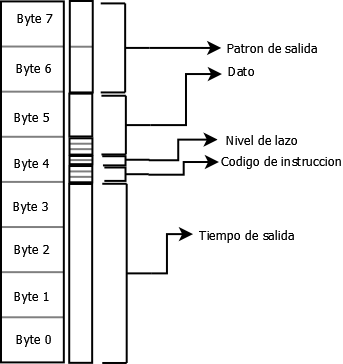 Byte 7
Patron de salida
Byte 6
Dato
Byte 5
Nivel de lazo
Byte 4
Codigo de instruccion
Byte 3
Tiempo de salida
Byte 2
Byte 1
Byte 0